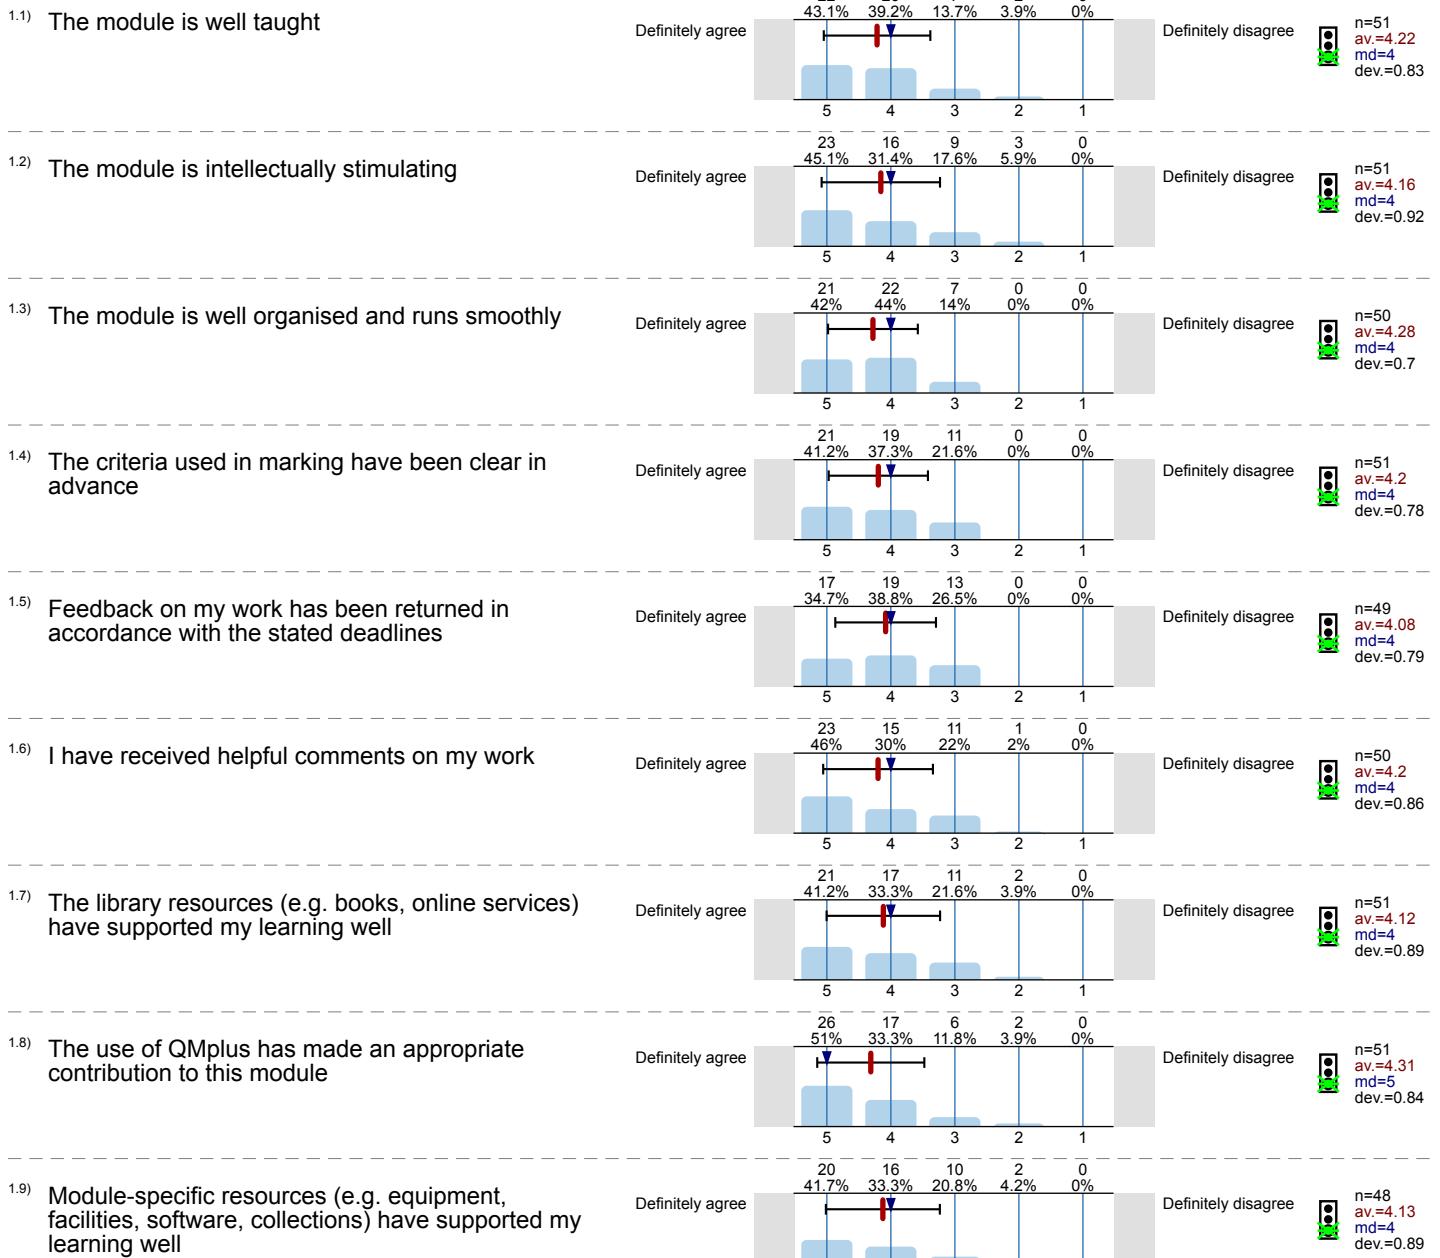 43.1% 39.2% 13.7% 3.9% 0%
1.1) The module is well taught
Definitely agree
Definitely disagree
n=51
av.=4.22
md=4
dev.=0.83
5 4 3 2 1
23 16 9 3 0
45.1% 31.4% 17.6% 5.9% 0%
1.2) The module is intellectually stimulating
Definitely agree
Definitely disagree
n=51
av.=4.16
md=4
dev.=0.92
5 4 3 2 1
21 22 7 0 0
42% 44% 14% 0% 0%
1.3) The module is well organised and runs smoothly
Definitely agree
Definitely disagree
n=50
av.=4.28
md=4
dev.=0.7
5 4 3 2 1
21 19 11 0 0
41.2% 37.3% 21.6% 0% 0%
1.4) The criteria used in marking have been clear in
advance
Definitely agree
Definitely disagree
n=51
av.=4.2
md=4
dev.=0.78
5 4 3 2 1
17 19 13 0 0
34.7% 38.8% 26.5% 0% 0%
1.5) Feedback on my work has been returned in
accordance with the stated deadlines
Definitely agree
Definitely disagree
n=49
av.=4.08
md=4
dev.=0.79
5 4 3 2 1
23 15 11 1 0
46% 30% 22% 2% 0%
1.6) I have received helpful comments on my work
Definitely agree
Definitely disagree
n=50
av.=4.2
md=4
dev.=0.86
5 4 3 2 1
21 17 11 2 0
41.2% 33.3% 21.6% 3.9% 0%
1.7) The library resources (e.g. books, online services)
have supported my learning well
Definitely agree
Definitely disagree
n=51
av.=4.12
md=4
dev.=0.89
5 4 3 2 1
26 17 6 2 0
51% 33.3% 11.8% 3.9% 0%
1.8) The use of QMplus has made an appropriate
contribution to this module
Definitely agree
Definitely disagree
n=51
av.=4.31
md=5
dev.=0.84
5 4 3 2 1
20 16 10 2 0
41.7% 33.3% 20.8% 4.2% 0%
1.9) Module-specific resources (e.g. equipment,
facilities, software, collections) have supported my
learning well
Definitely agree
Definitely disagree
n=48
av.=4.13
md=4
dev.=0.89